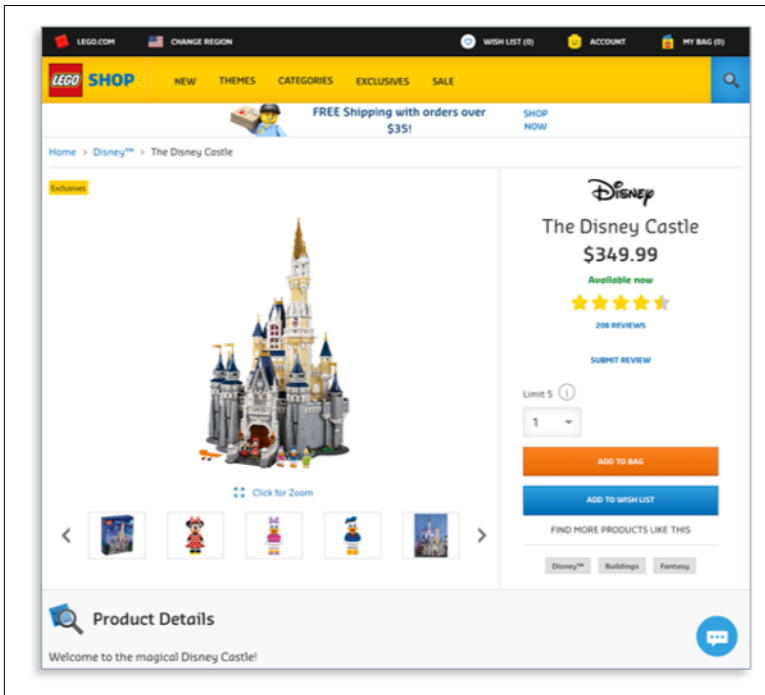 LEGO.COM CHANGE REGION WISH LIST (0) ACCOUNT MY BAG (0)
LEGO SHOP NEW THEMES CATEGORIES EXCLUSIVES SALE
FREE Shipping with orders over $35!
SHOP NOW
Home > Disney™ > The Disney Castle
Exclusives
Disney
The Disney Castle
$349.99
Available now
208 REVIEWS
SUBMIT REVIEW
Limit 5 i
1
ADD TO BAG
ADD TO WISH LIST
FIND MORE PRODUCTS LIKE THIS
Disney™ Buildings Fantasy
Click for Zoom
Product Details
Welcome to the magical Disney Castle!